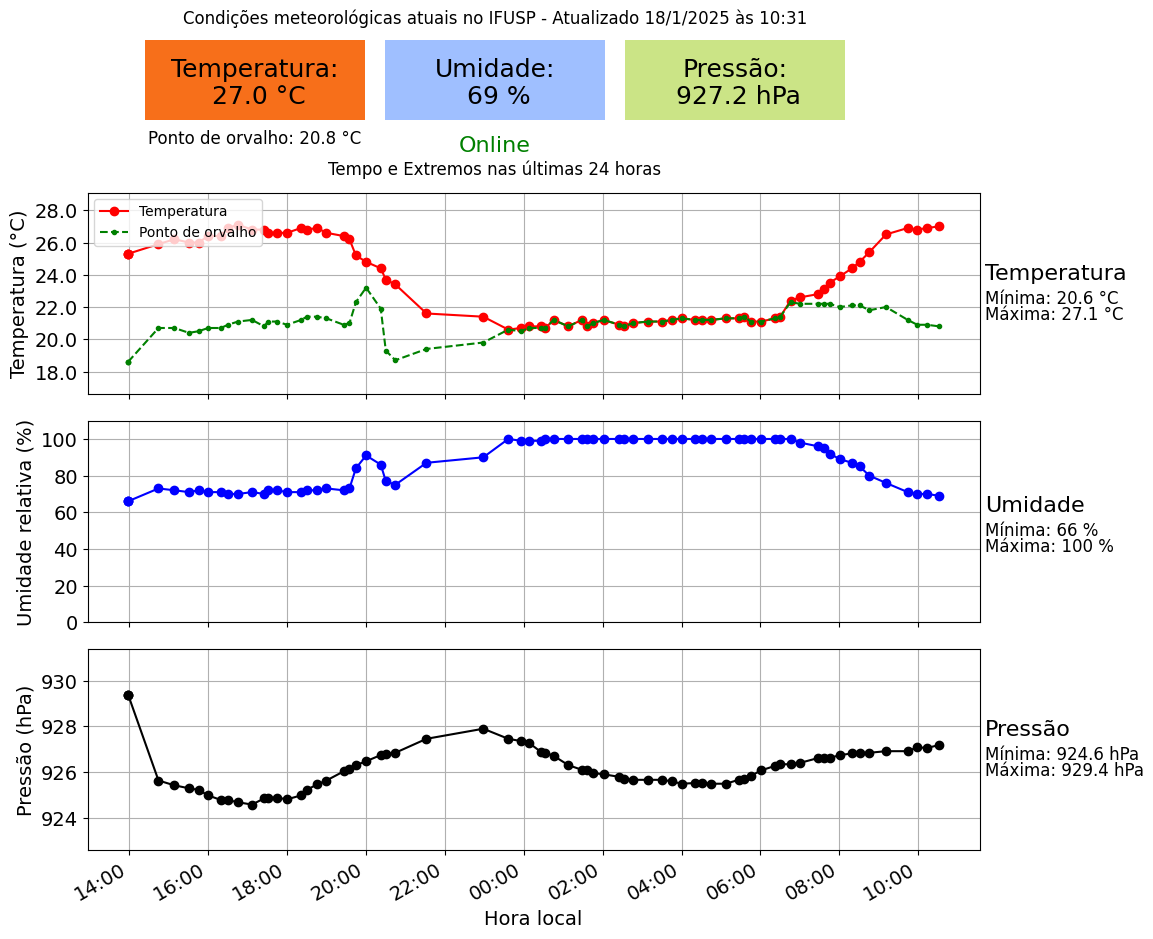 Condições meteorológicas atuais no IFUSP - Atualizado 18/1/2025 às 10:31
Temperatura:
27.0 °C
Umidade:
69 %
Pressão:
927.2 hPa
Ponto de orvalho: 20.8 °C
Online
Tempo e Extremos nas últimas 24 horas
Temperatura (°C)
28.0
26.0
24.0
22.0
20.0
18.0
Temperatura
Ponto de orvalho
Temperatura
Mínima: 20.6 °C
Máxima: 27.1 °C
Umidade relativa (%)
100
80
60
40
20
0
Umidade
Mínima: 66 %
Máxima: 100 %
Pressão (hPa)
930
928
926
924
Pressão
Mínima: 924.6 hPa
Máxima: 929.4 hPa
14:00 16:00 18:00 20:00 22:00 00:00 02:00 04:00 06:00 08:00 10:00
Hora local